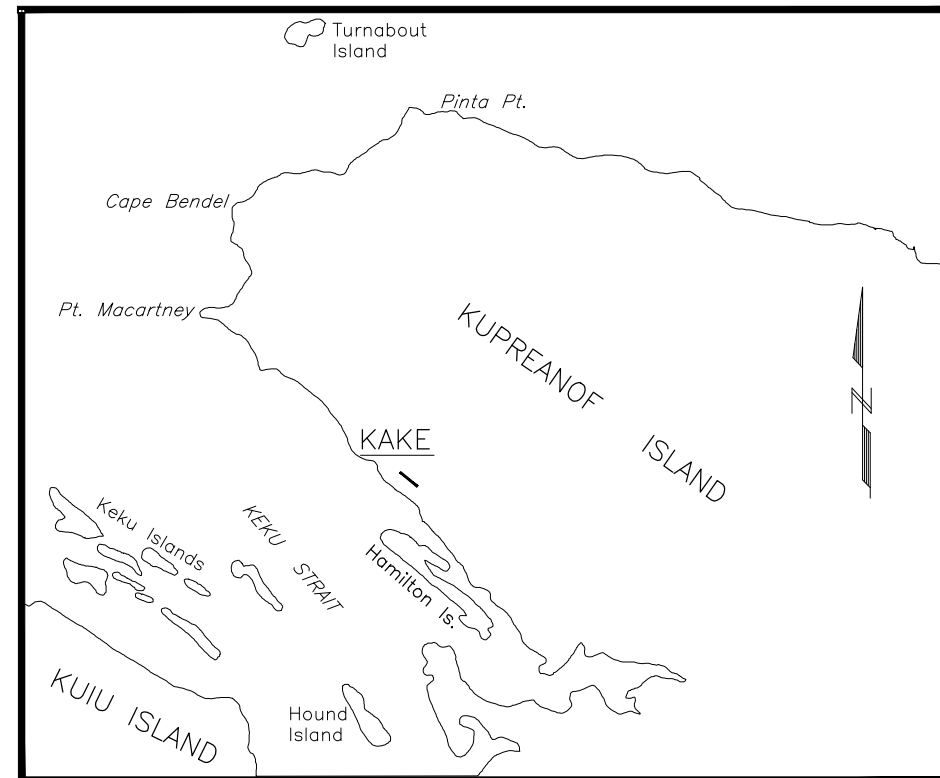 Turnabout
Island
Pinta Pt.
Cape Bendel
Pt. Macartney
KUPREANOF
ISLAND
N
KAKE
Keku Islands
KEKU
STRAIT
Hamilton Is.
KUIU ISLAND
Hound
Island